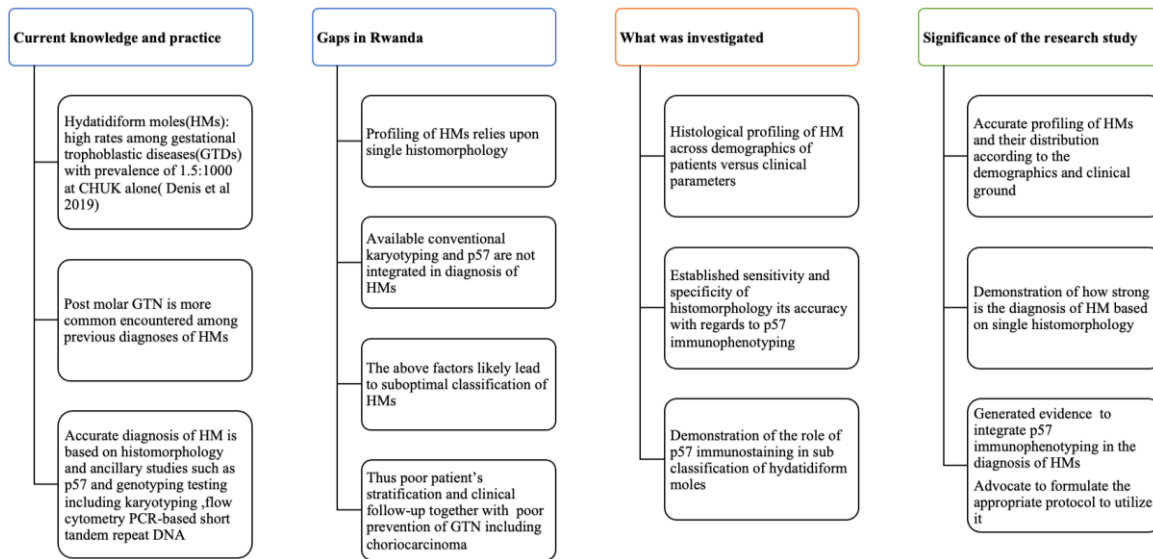 Current knowledge and practice
Hydatidiform moles(HMs):
high rates among gestational
trophoblastic diseases(GTDs)
with prevalence of 1.5:1000
at CHUK alone( Denis et al
2019)
Post molar GTN is more
common encountered among
previous diagnoses of HMs
Accurate diagnosis of HM is
based on histomorphology
and ancillary studies such as
p57 and genotyping testing
including karyotyping ,flow
cytometry PCR-based short
tandem repeat DNA
Gaps in Rwanda
Profiling of HMs relies upon
single histomorphology
Available conventional
karyotyping and p57 are not
integrated in diagnosis of
HMs
The above factors likely lead
to suboptimal classification of
HMs
Thus poor patient's
stratification and clinical
follow-up together with poor
prevention of GTN including
choriocarcinoma
What was investigated
Histological profiling of HM
across demographics of
patients versus clinical
parameters
Established sensitivity and
specificity of
histomorphology its accuracy
with regards to p57
immunophenotyping
Demonstration of the role of
p57 immunostaining in sub
classification of hydatidiform
moles
Significance of the research study
Accurate profiling of HMs
and their distribution
according to the
demographics and clinical
ground
Demonstration of how strong
is the diagnosis of HM based
on single histomorphology
Generated evidence to
integrate p57
immunophenotyping in the
diagnosis of HMs
Advocate to formulate the
appropriate protocol to utilize
it